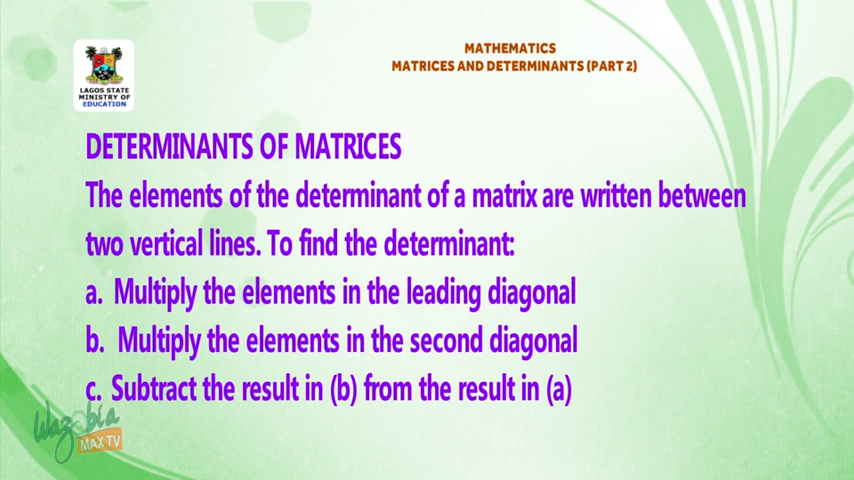 MATHEMATICS
MATRICES AND DETERMINANTS (PART 2)
LAGOS STATE
MINISTRY OF
EDUCATION
DETERMINANTS OF MATRICES
The elements of the determinant of a matrix are written between
two vertical lines. To find the determinant:
a. Multiply the elements in the leading diagonal
b. Multiply the elements in the second diagonal
c. Subtract the result in (b) from the result in (a)
Wazobia
MAX TV